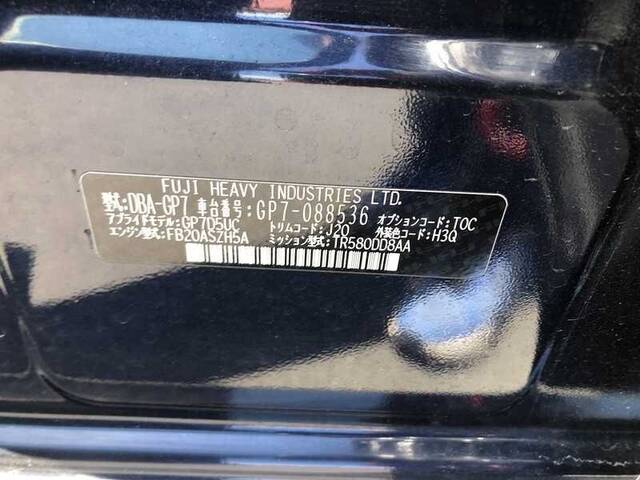 FUJI HEAVY INDUSTRIES LTD.
型式:DBA-GP7 車台番号:GP7-088536 オプションコード:TOC
アプライドモデル:GP7D5UC トリムコード:J20 外装色コード:H3Q
エンジン型式:FB20ASZH5A ミッション型式:TR580DD8AA